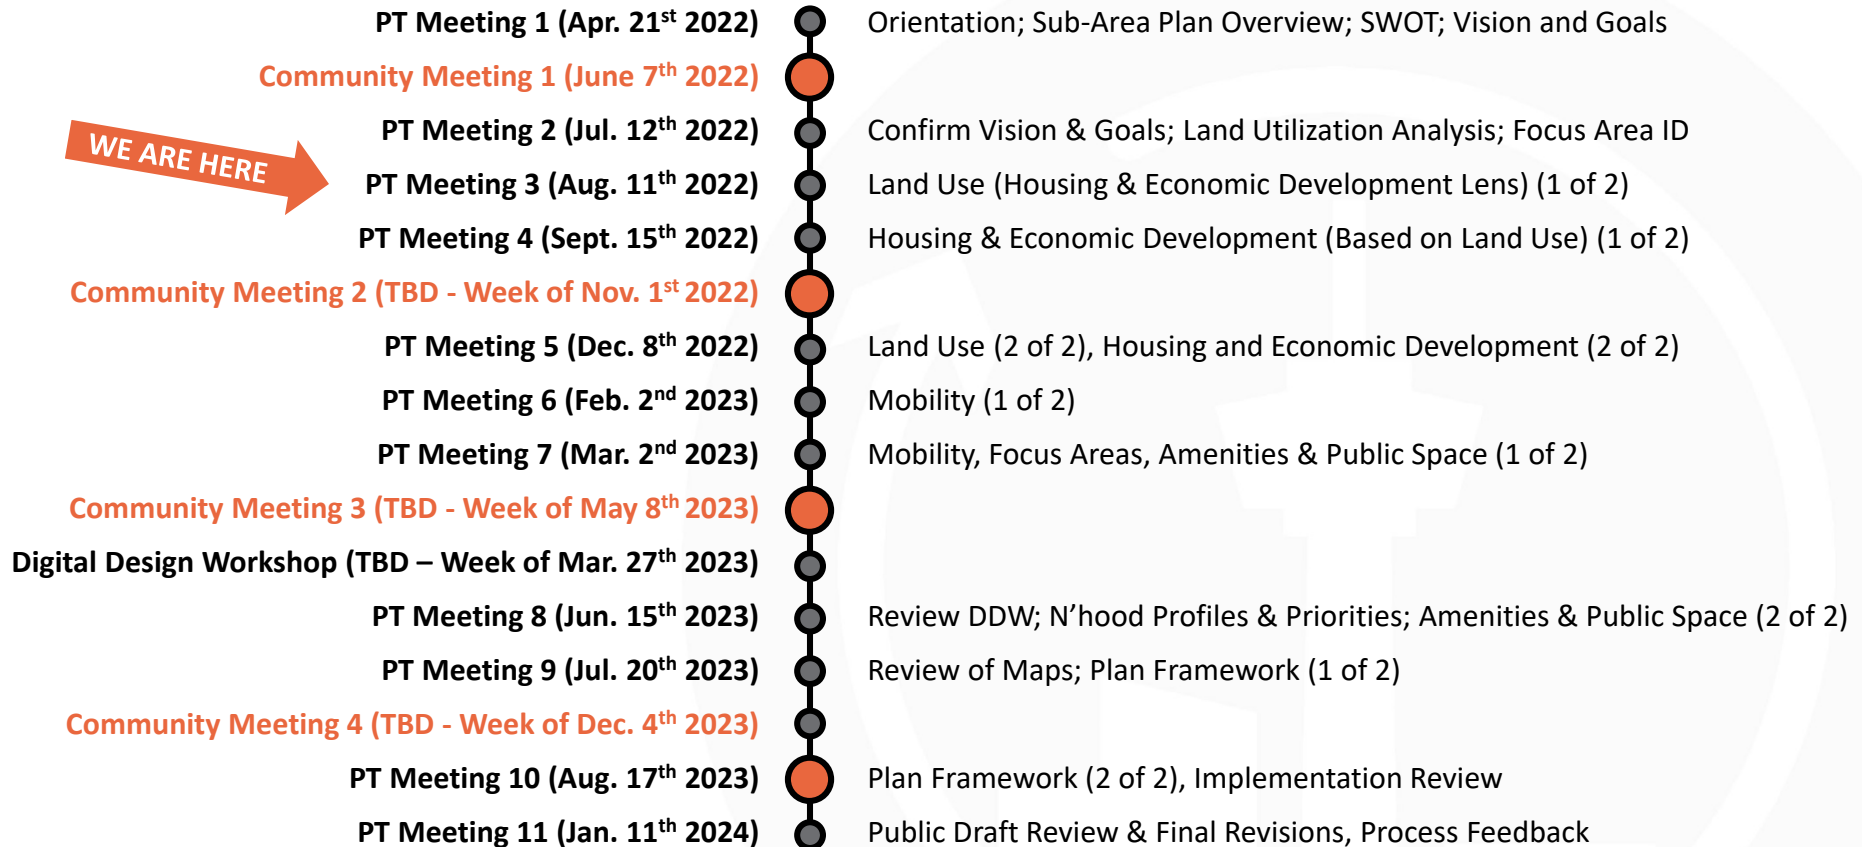 PT Meeting 1 (Apr. 21st 2022) Orientation; Sub-Area Plan Overview; SWOT; Vision and Goals
Community Meeting 1 (June 7th 2022)
PT Meeting 2 (Jul. 12th 2022) Confirm Vision & Goals; Land Utilization Analysis; Focus Area ID
WE ARE HERE
PT Meeting 3 (Aug. 11th 2022) Land Use (Housing & Economic Development Lens) (1 of 2)
PT Meeting 4 (Sept. 15th 2022) Housing & Economic Development (Based on Land Use) (1 of 2)
Community Meeting 2 (TBD - Week of Nov. 1st 2022)
PT Meeting 5 (Dec. 8th 2022) Land Use (2 of 2), Housing and Economic Development (2 of 2)
PT Meeting 6 (Feb. 2nd 2023) Mobility (1 of 2)
PT Meeting 7 (Mar. 2nd 2023) Mobility, Focus Areas, Amenities & Public Space (1 of 2)
Community Meeting 3 (TBD - Week of May 8th 2023)
Digital Design Workshop (TBD – Week of Mar. 27th 2023)
PT Meeting 8 (Jun. 15th 2023) Review DDW; N’hood Profiles & Priorities; Amenities & Public Space (2 of 2)
PT Meeting 9 (Jul. 20th 2023) Review of Maps; Plan Framework (1 of 2)
Community Meeting 4 (TBD - Week of Dec. 4th 2023)
PT Meeting 10 (Aug. 17th 2023) Plan Framework (2 of 2), Implementation Review
PT Meeting 11 (Jan. 11th 2024) Public Draft Review & Final Revisions, Process Feedback